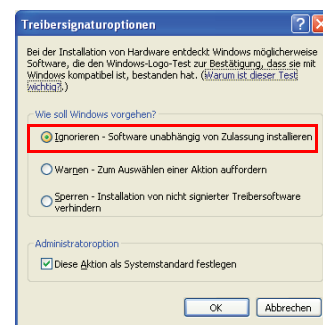 Treibersignaturoptionen
Bei der Installation von Hardware entdeckt Windows möglicherweise
Software, die den Windows-Logo-Test zur Bestätigung, dass sie mit
Windows kompatibel ist, bestanden hat. (Warum ist dieser Test
wichtig?.)
Wie soll Windows vorgehen?
Ignorieren - Software unabhängig von Zulassung installieren
Warnen - Zum Auswählen einer Aktion auffordern
Sperren - Installation von nicht signierter Treibersoftware
verhindern
Administratoroption
Diese Aktion als Systemstandard festlegen
OK
Abbrechen